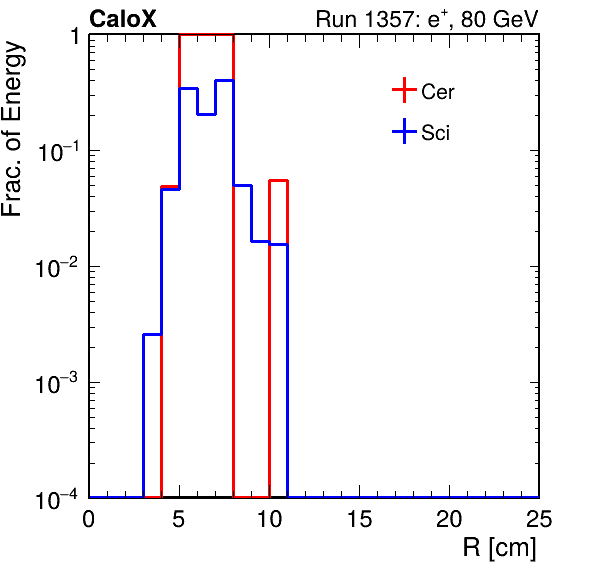 CaloX
Run 1357: e⁺, 80 GeV
Frac. of Energy
1
10⁻¹
10⁻²
10⁻³
10⁻⁴
Cer
Sci
0 5 10 15 20 25
R [cm]